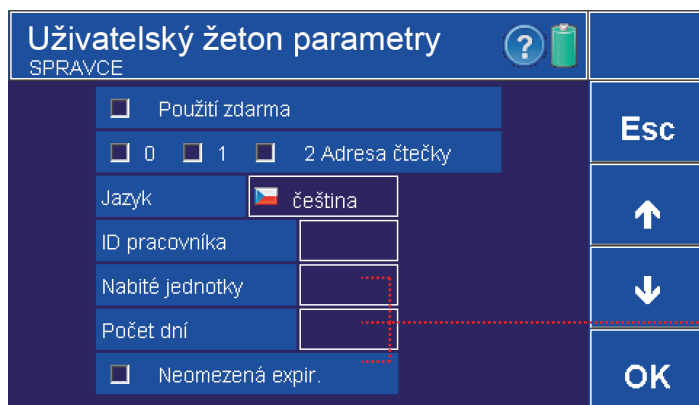 Uživatelský žeton parametry
SPRAVCE
Použití zdarma
0 1 2 Adresa čtečky
Jazyk čeština
ID pracovníka
Nabité jednotky
Počet dní
Neomezená expir.
Esc
↑
↓
OK